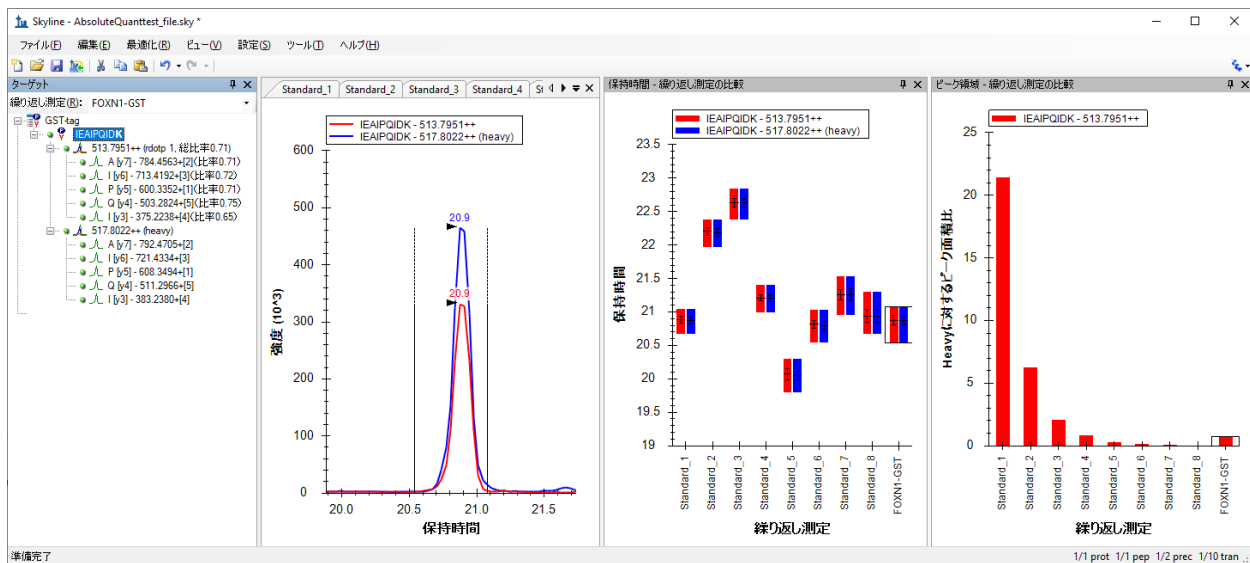 Skyline - AbsoluteQuanttest_file.sky *
ファイル(F) 編集(E) 最適化(R) ビュー(V) 設定(S) ツール(T) ヘルプ(H)
ターゲット
繰り返し測定(R): FOXN1-GST
GST-tag
IEAIPQIDK
513.7951++ (rdotp 1, 総比率0.71)
A [y7] - 784.4563+[2](比率0.71)
I [y6] - 713.4192+[3](比率0.72)
P [y5] - 600.3352+[1](比率0.71)
Q [y4] - 503.2824+[5](比率0.75)
I [y3] - 375.2238+[4](比率0.65)
517.8022++ (heavy)
A [y7] - 792.4705+[2]
I [y6] - 721.4334+[3]
P [y5] - 608.3494+[1]
Q [y4] - 511.2966+[5]
I [y3] - 383.2380+[4]
Standard_1 Standard_2 Standard_3 Standard_4
IEAIPQIDK - 513.7951++
IEAIPQIDK - 517.8022++ (heavy)
600
500
400
300
200
100
0
強度 (10^3)
20.9
20.9
20.0 20.5 21.0 21.5
保持時間
保持時間 - 繰り返し測定の比較
IEAIPQIDK - 513.7951++
IEAIPQIDK - 517.8022++ (heavy)
23.5
23
22.5
22
21.5
21
20.5
20
19.5
19
保持時間
Standard_1
Standard_2
Standard_3
Standard_4
Standard_5
Standard_6
Standard_7
Standard_8
FOXN1-GST
繰り返し測定
ピーク領域 - 繰り返し測定の比較
IEAIPQIDK - 513.7951++
25
20
15
10
5
0
Heavyに対するピーク面積比
Standard_1
Standard_2
Standard_3
Standard_4
Standard_5
Standard_6
Standard_7
Standard_8
FOXN1-GST
繰り返し測定
準備完了
1/1 prot 1/1 pep 1/2 prec 1/10 tran